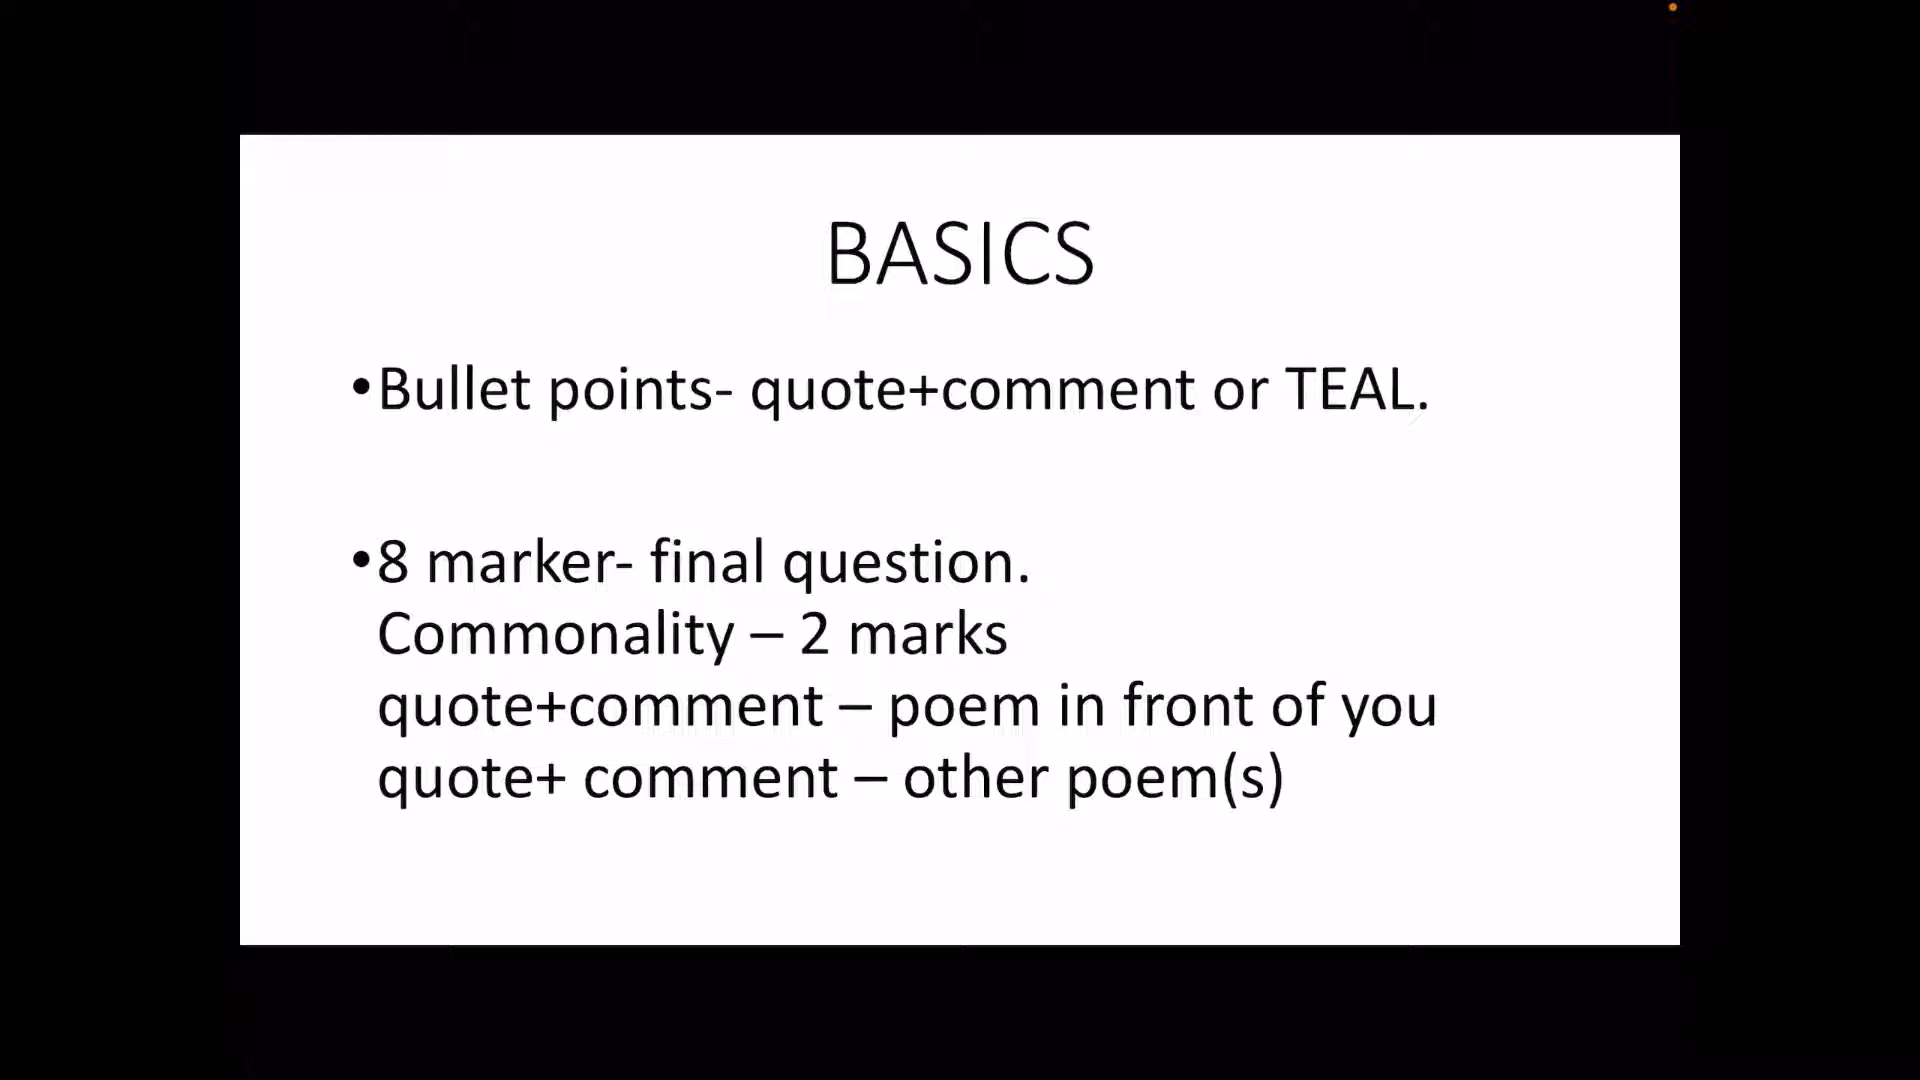 BASICS
•Bullet points- quote+comment or TEAL.
•8 marker- final question.
Commonality – 2 marks
quote+comment – poem in front of you
quote+ comment – other poem(s)